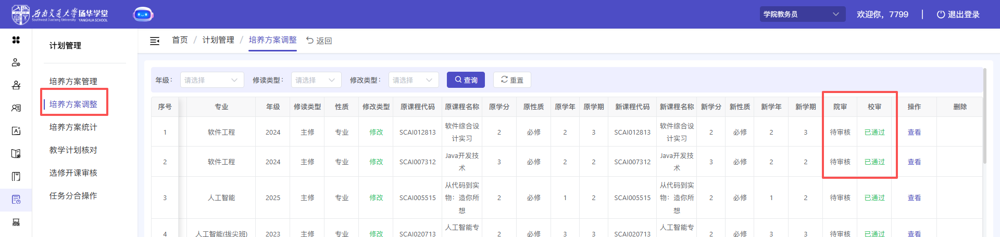 西南交通大学 扬华学堂
Southwest Jiaotong University YANGHUA SCHOOL
学院教务员
欢迎你，7799 | 退出登录
计划管理
培养方案管理
培养方案调整
培养方案统计
教学计划核对
选修开课审核
任务分合操作
首页 / 计划管理 / 培养方案调整 返回
年级： 请选择 修读类型： 请选择 修改类型： 请选择 查询 重置
序号 专业 年级 修读类型 性质 修改类型 原课程代码 原课程名称 原学分 原性质 原学年 原学期 新课程代码 新课程名称 新学分 新性质 新学年 新学期 院审 校审 操作 删除
1 软件工程 2024 主修 专业 修改 SCAI012813 软件综合设计实习 2 必修 2 3 SCAI012813 软件综合设计实习 2 必修 2 3 待审核 已通过 查看
2 软件工程 2024 主修 专业 修改 SCAI007312 Java开发技术 3 必修 2 2 SCAI007312 Java开发技术 3 必修 2 2 待审核 已通过 查看
3 人工智能 2025 主修 专业 修改 SCAI005515 从代码到实物：造你所想 2 必修 1 2 SCAI005515 从代码到实物：造你所想 2 必修 1 2 待审核 已通过 查看
4 人工智能(拔尖班) 2023 主修 专业 修改 SCAI020713 人工智能专 2 必修 3 3 SCAI020713 人工智能专 2 必修 3 3 待审核 已通过 查看